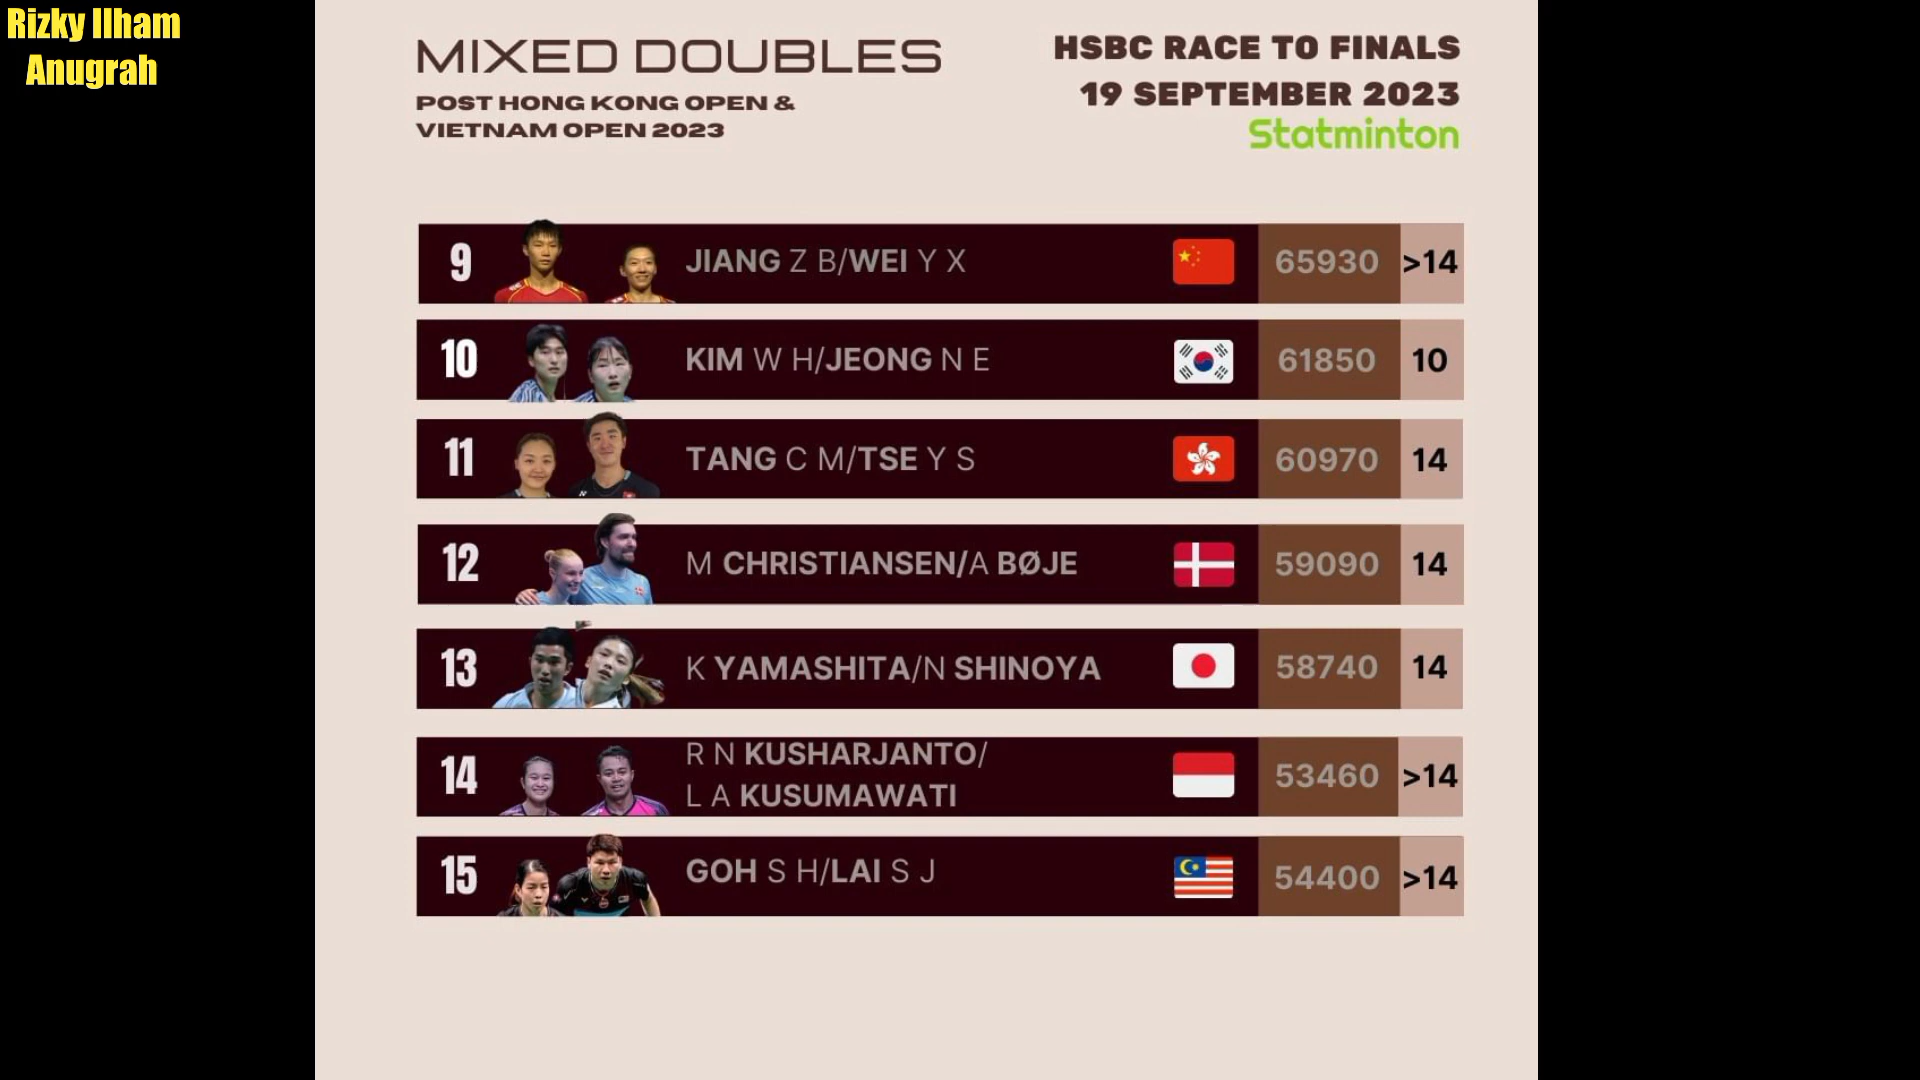 Rizky Ilham
Anugrah
MIXED DOUBLES
POST HONG KONG OPEN &
VIETNAM OPEN 2023
HSBC RACE TO FINALS
19 SEPTEMBER 2023
Statminton
9 JIANG Z B/WEI Y X 65930 >14
10 KIM W H/JEONG N E 61850 10
11 TANG C M/TSE Y S 60970 14
12 M CHRISTIANSEN/A BØJE 59090 14
13 K YAMASHITA/N SHINOYA 58740 14
14 R N KUSHARJANTO/
L A KUSUMAWATI 53460 >14
15 GOH S H/LAI S J 54400 >14